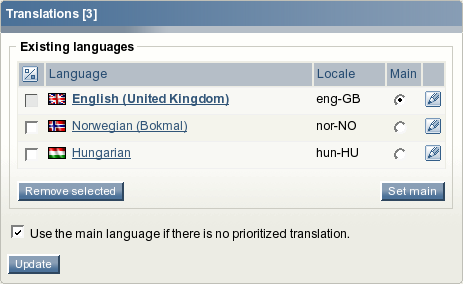 Translations [3]
Existing languages
Language Locale Main
English (United Kingdom) eng-GB
Norwegian (Bokmal) nor-NO
Hungarian hun-HU
Remove selected Set main
Use the main language if there is no prioritized translation.
Update